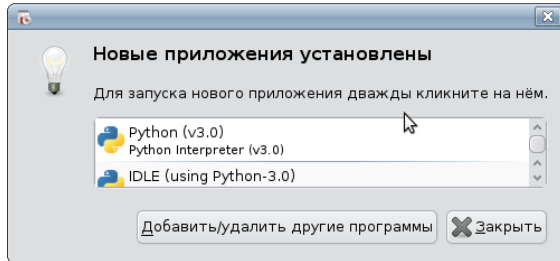 Новые приложения установлены
Для запуска нового приложения дважды кликните на нём.
Python (v3.0)
Python Interpreter (v3.0)
IDLE (using Python-3.0)
Добавить/удалить другие программы
Закрыть